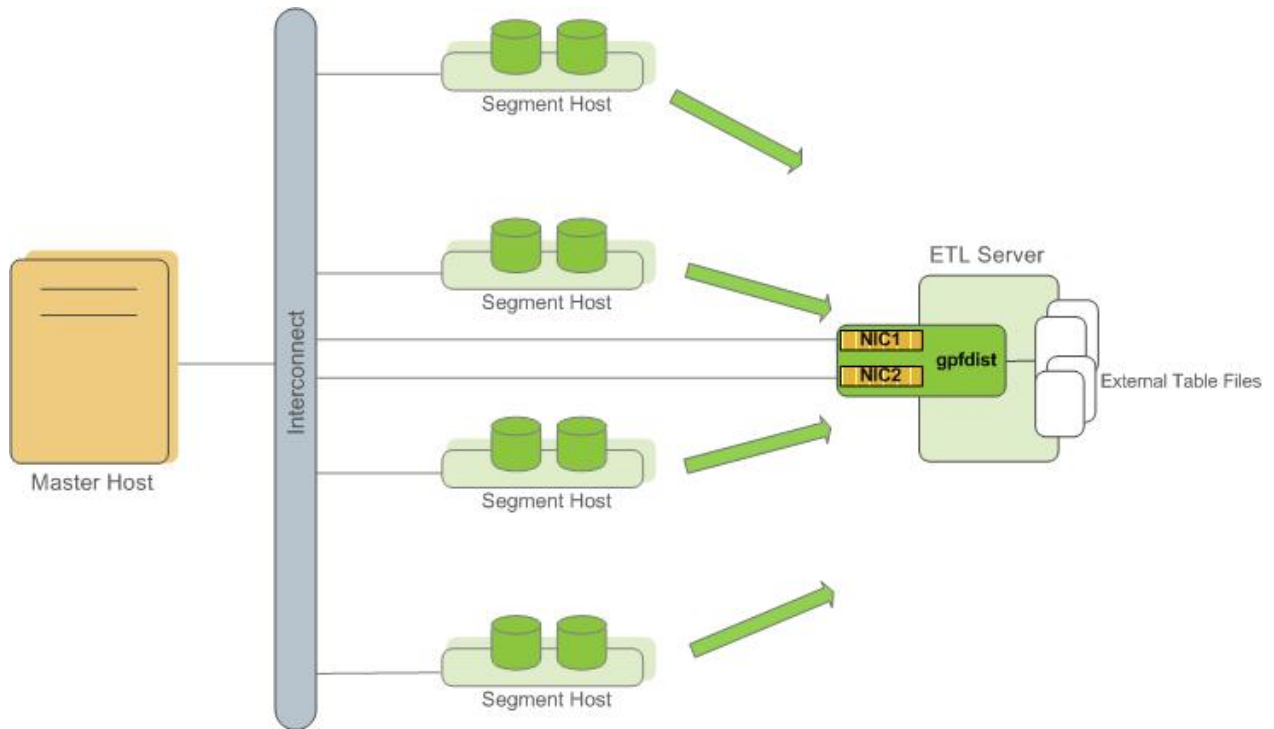 Segment Host
Segment Host
ETL Server
Interconnect
NIC1
gpfdist
NIC2
External Table Files
Master Host
Segment Host
Segment Host